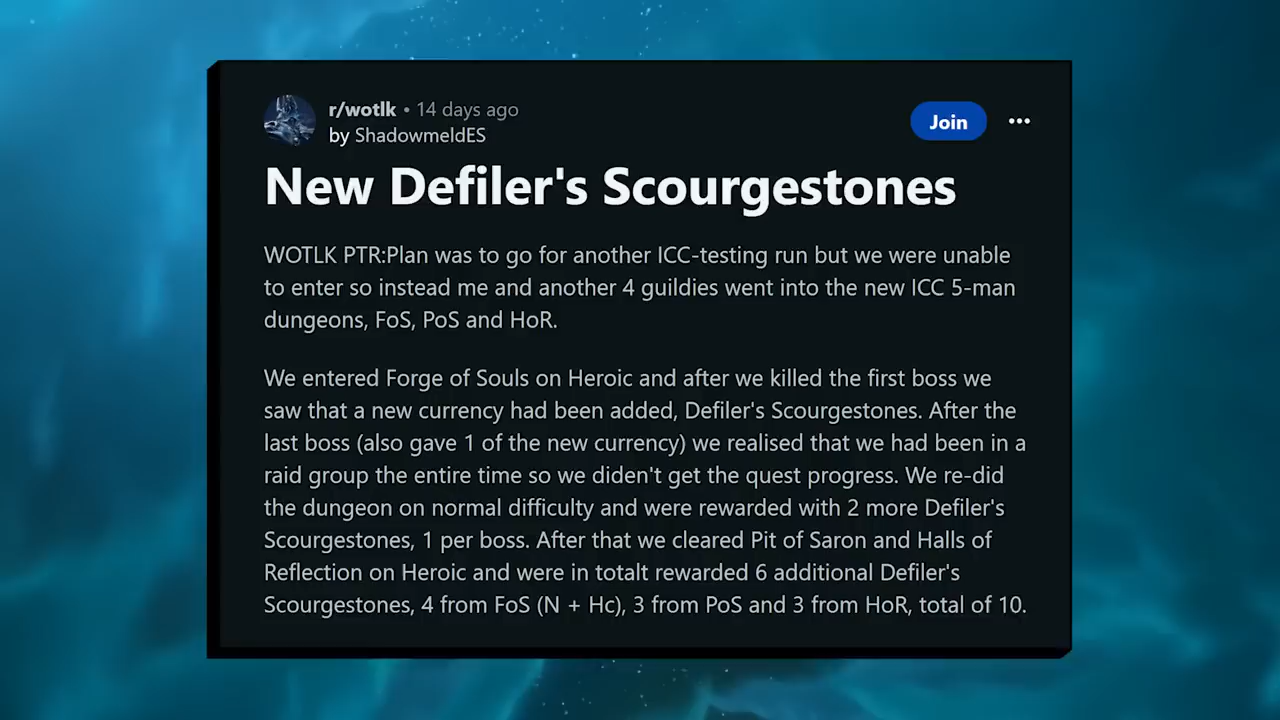 r/wotlk • 14 days ago
by ShadowmeldES
Join
New Defiler's Scourgestones
WOTLK PTR:Plan was to go for another ICC-testing run but we were unable
to enter so instead me and another 4 guildies went into the new ICC 5-man
dungeons, FoS, PoS and HoR.
We entered Forge of Souls on Heroic and after we killed the first boss we
saw that a new currency had been added, Defiler's Scourgestones. After the
last boss (also gave 1 of the new currency) we realised that we had been in a
raid group the entire time so we diden't get the quest progress. We re-did
the dungeon on normal difficulty and were rewarded with 2 more Defiler's
Scourgestones, 1 per boss. After that we cleared Pit of Saron and Halls of
Reflection on Heroic and were in totalt rewarded 6 additional Defiler's
Scourgestones, 4 from FoS (N + Hc), 3 from PoS and 3 from HoR, total of 10.